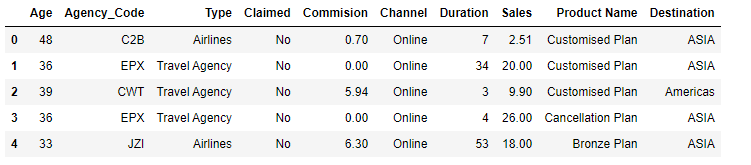 Age Agency_Code Type Claimed Commision Channel Duration Sales Product Name Destination
0 48 C2B Airlines No 0.70 Online 7 2.51 Customised Plan ASIA
1 36 EPX Travel Agency No 0.00 Online 34 20.00 Customised Plan ASIA
2 39 CWT Travel Agency No 5.94 Online 3 9.90 Customised Plan Americas
3 36 EPX Travel Agency No 0.00 Online 4 26.00 Cancellation Plan ASIA
4 33 JZI Airlines No 6.30 Online 53 18.00 Bronze Plan ASIA